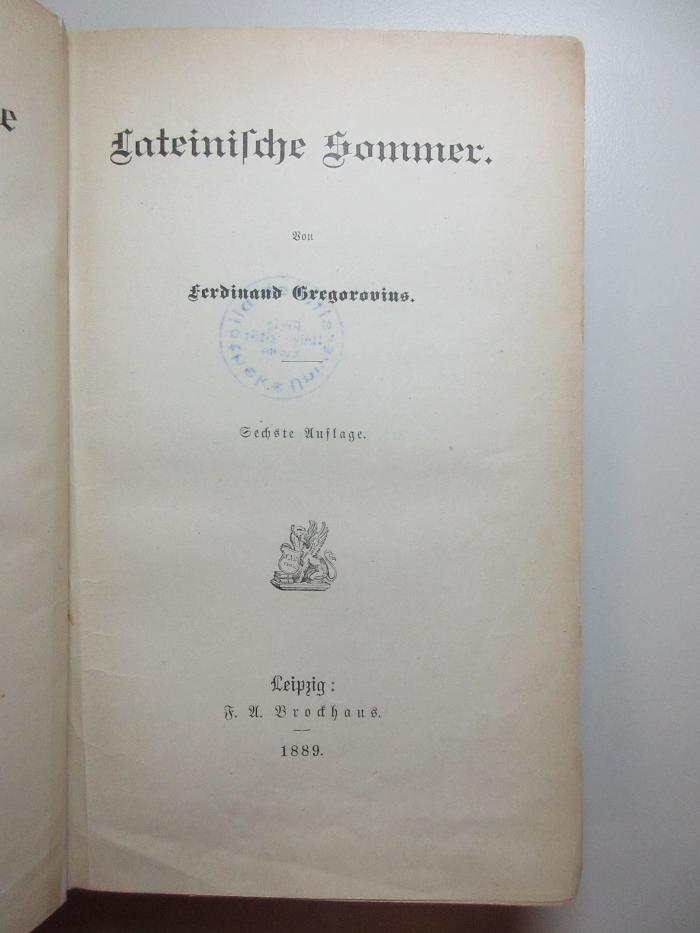 Lateiniſche Sommer.
Von
Ferdinand Gregorovius.
Sechste Auflage.
Leipzig:
F. A. Brockhaus.
1889.